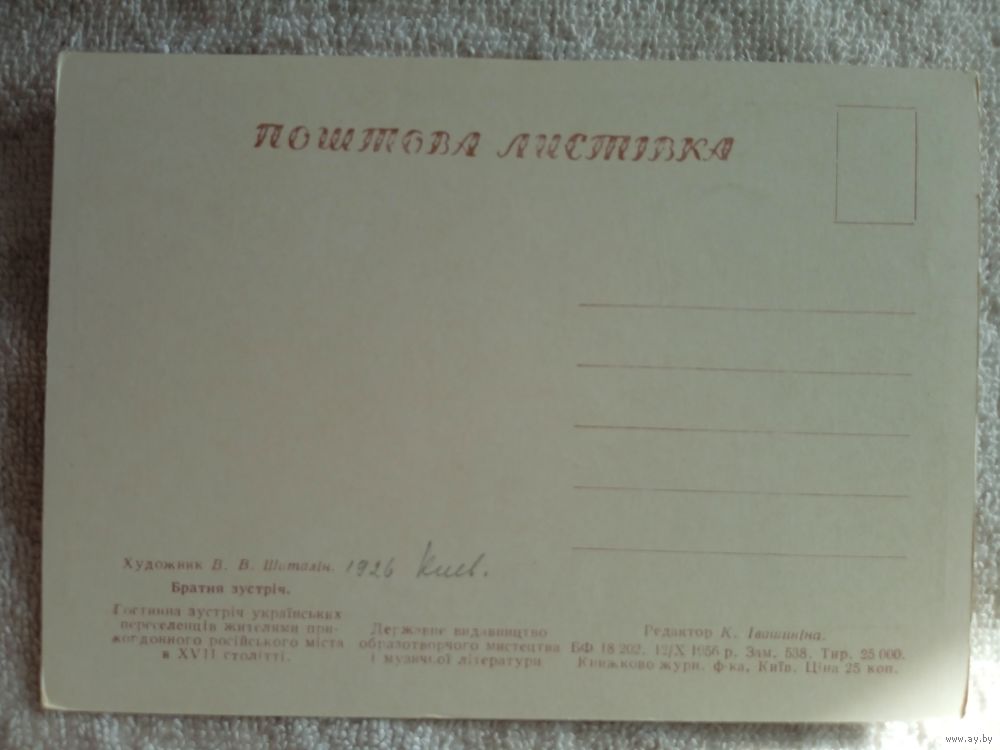 ПОШТОВА ЛИСТІВКА
Художник В. В. Шаталін. 1926 Киев.
Братня зустріч.
Гостинна зустріч українських
переселенців жителями при-
кордонного російського міста
в XVII столітті.
Державне видавництво
образотворчого мистецтва
і музичної літератури
Редактор К. Івашиніна.
БФ 18 202. 12/X 1956 р. Зам. 538. Тир. 25 000.
Книжково журн. ф-ка, Київ. Ціна 25 коп.
www.ay.by